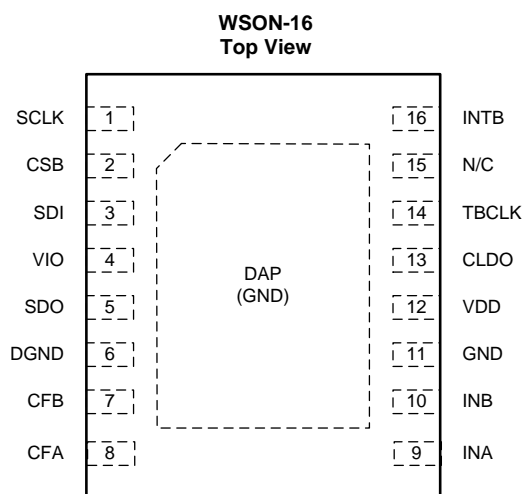 WSON-16
Top View
SCLK 1 16 INTB
CSB 2 15 N/C
SDI 3 14 TBCLK
VIO 4 13 CLDO
DAP
(GND)
SDO 5 12 VDD
DGND 6 11 GND
CFB 7 10 INB
CFA 8 9 INA